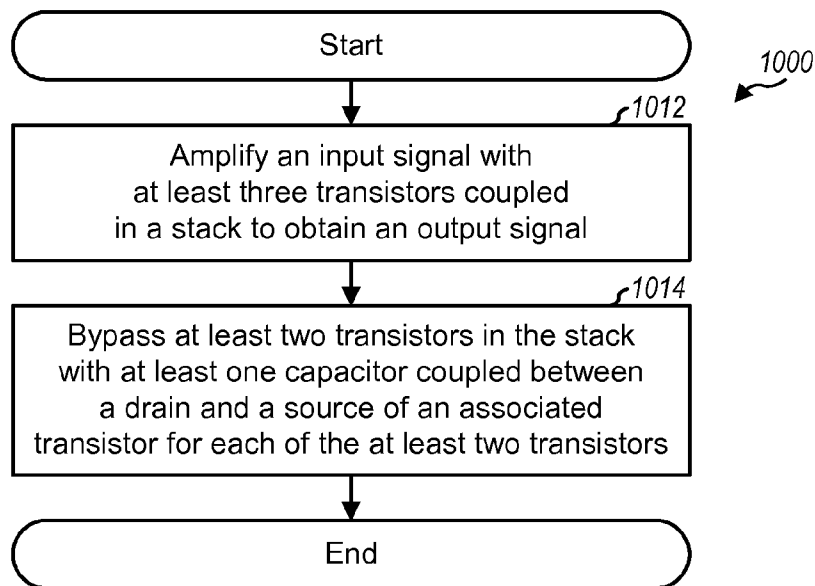 Start
1000
1012
Amplify an input signal with
at least three transistors coupled
in a stack to obtain an output signal
1014
Bypass at least two transistors in the stack
with at least one capacitor coupled between
a drain and a source of an associated
transistor for each of the at least two transistors
End